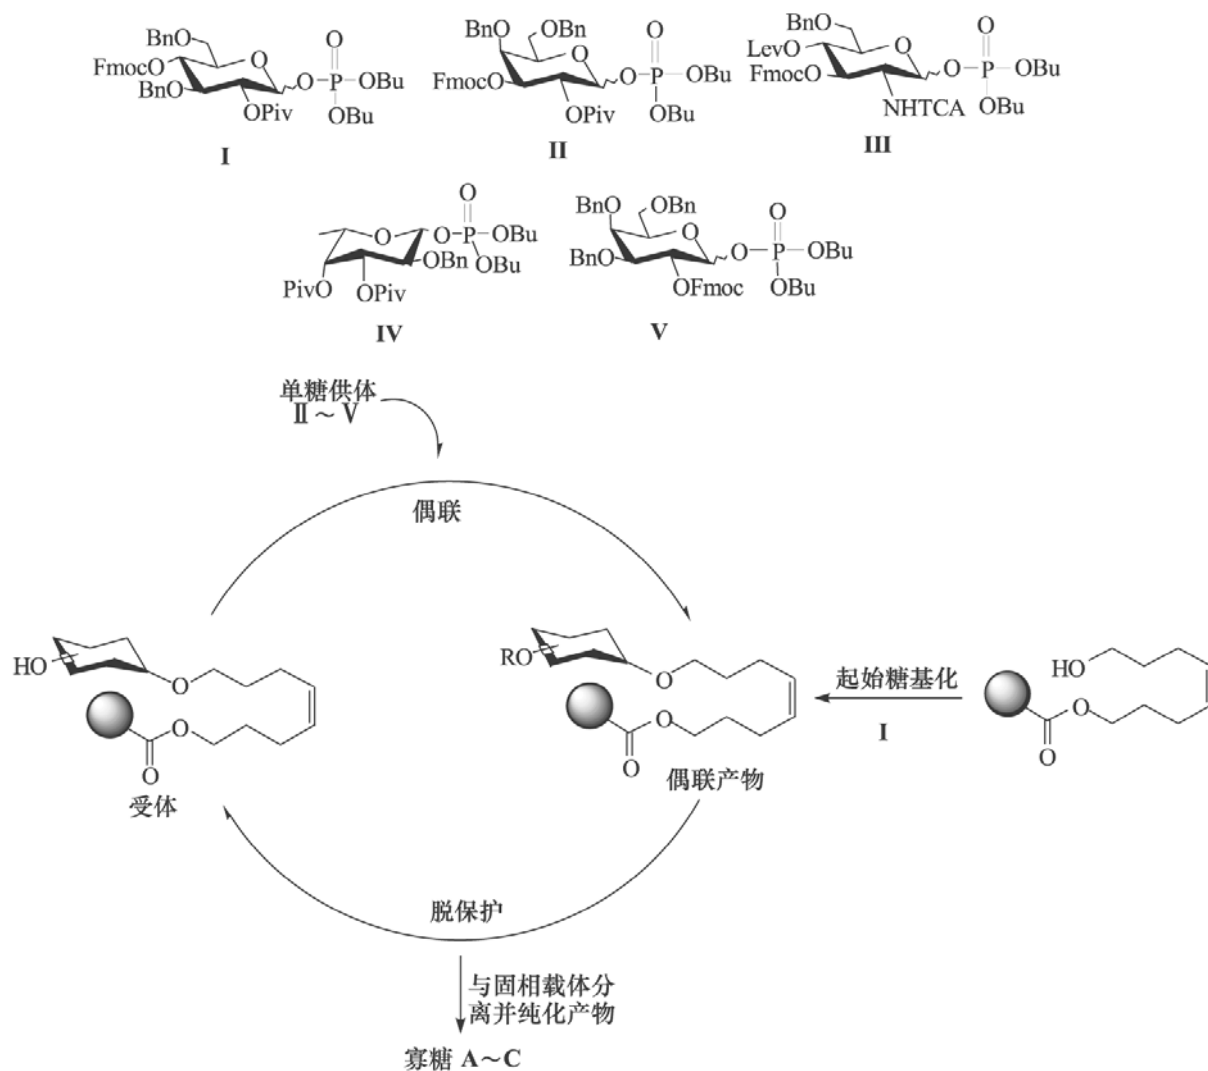 BnO
FmocO
BnO
O
OPiv
O
O
P
OBu
OBu
I
BnO
OBn
O
FmocO
OPiv
O
O
P
OBu
OBu
II
BnO
LevO
FmocO
O
NHTCA
O
O
P
OBu
OBu
III
O
O
O
P
OBu
OBu
OBn
PivO
OPiv
IV
BnO
OBn
O
BnO
OFmoc
O
O
P
OBu
OBu
V
单糖供体
Ⅱ～Ⅴ
偶联
HO
O
O
O
受体
RO
O
O
O
偶联产物
起始糖基化
I
HO
O
O
脱保护
与固相载体分
离并纯化产物
寡糖 A～C